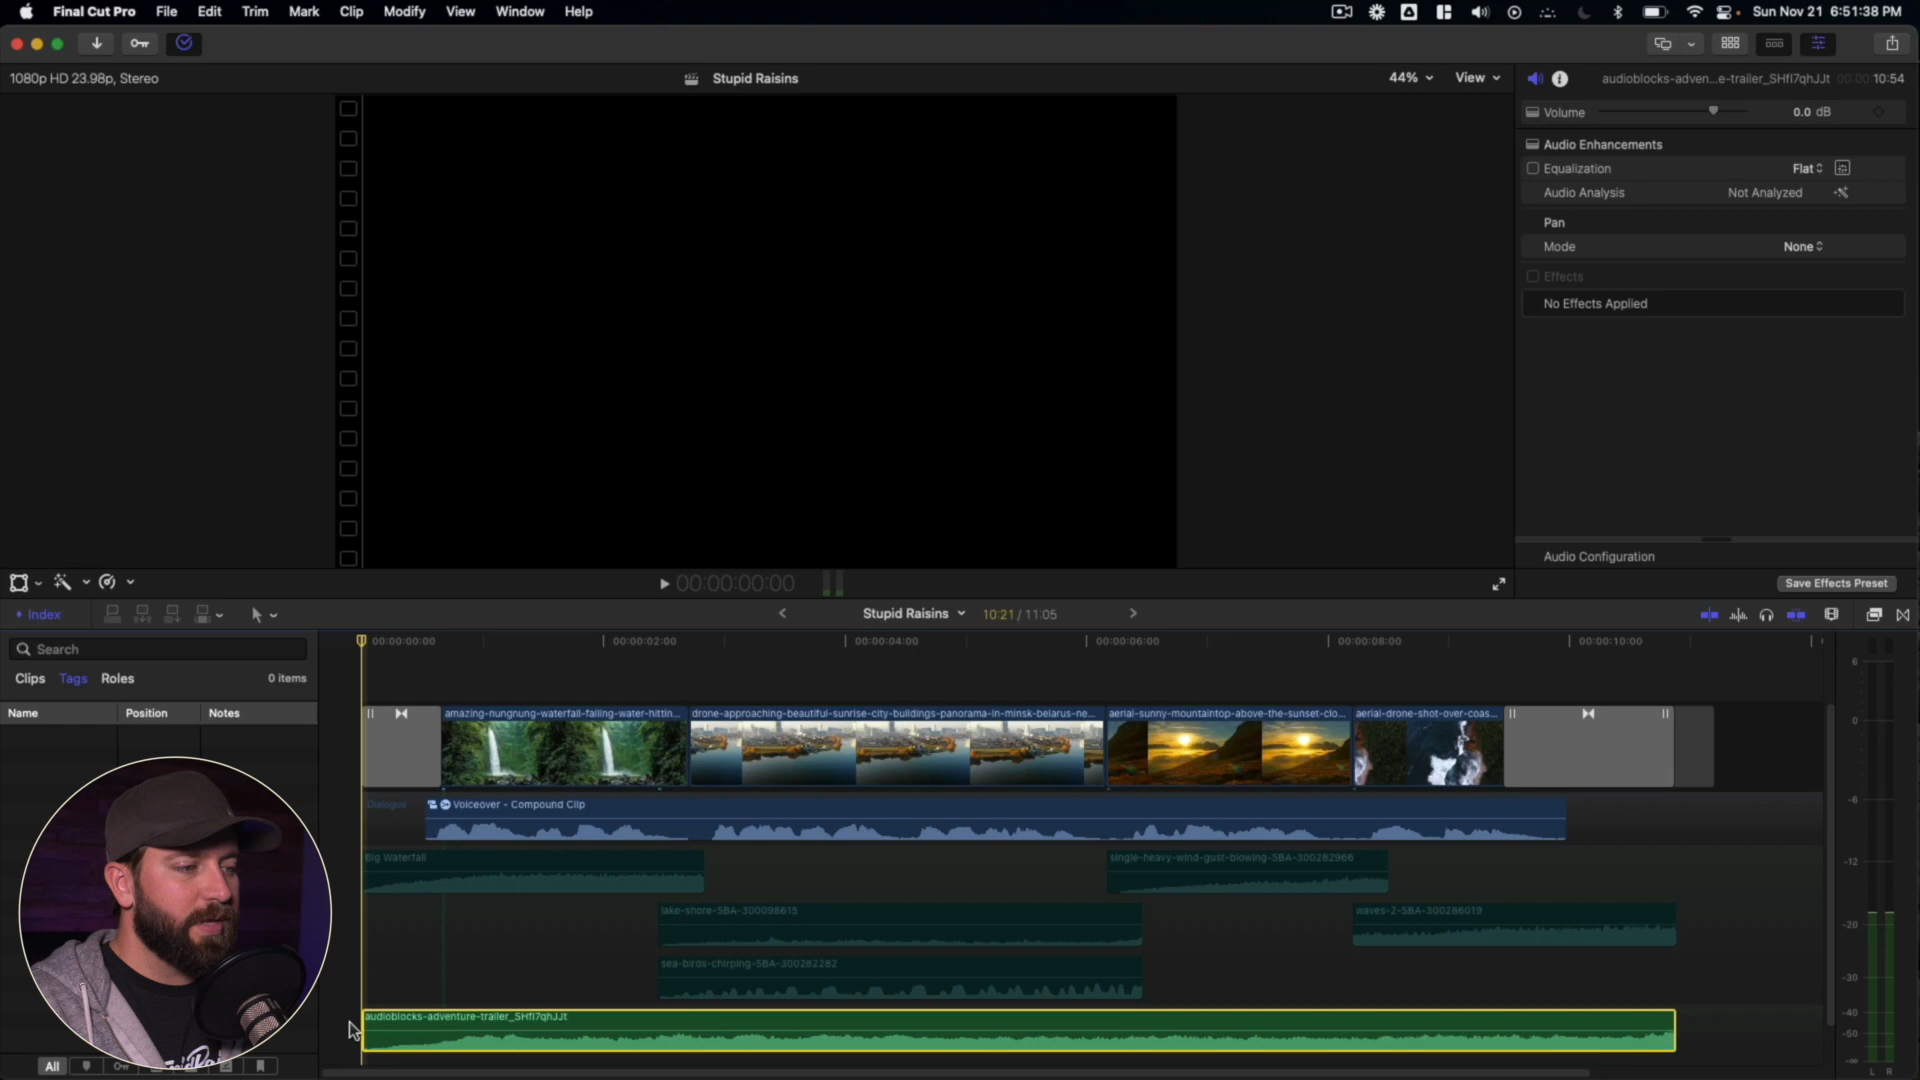 Final Cut Pro File Edit Trim Mark Clip Modify View Window Help Sun Nov 21 6:51:38 PM
1080p HD 23.98p, Stereo Stupid Raisins 44% View audioblocks-adven...e-trailer_SHfI7qhJJt 00:00:10:54
Volume 0.0 dB
Audio Enhancements
Equalization Flat
Audio Analysis Not Analyzed
Pan
Mode None
Effects
No Effects Applied
Audio Configuration
00:00:00:00 Save Effects Preset
Index Stupid Raisins 10:21 / 11:05
Search 00:00:00:00 00:00:02:00 00:00:04:00 00:00:06:00 00:00:08:00 00:00:10:00 6
Clips Tags Roles 0 items
Name Position Notes amazing-nungnung-waterfall-falling-water-hittin... drone-approaching-beautiful-sunrise-city-buildings-panorama-in-minsk-belarus-ne... aerial-sunny-mountaintop-above-the-sunset-clo... aerial-drone-shot-over-coas... 0
Dialogue Voiceover - Compound Clip -6
Big Waterfall single-heavy-wind-gust-blowing-SBA-300282966 -12
lake-shore-SBA-300098615 waves-2-SBA-300286019 -20
sea-birds-chirping-SBA-300282282 -30
audioblocks-adventure-trailer_SHfI7qhJJt -40
-50
All -∞
L R